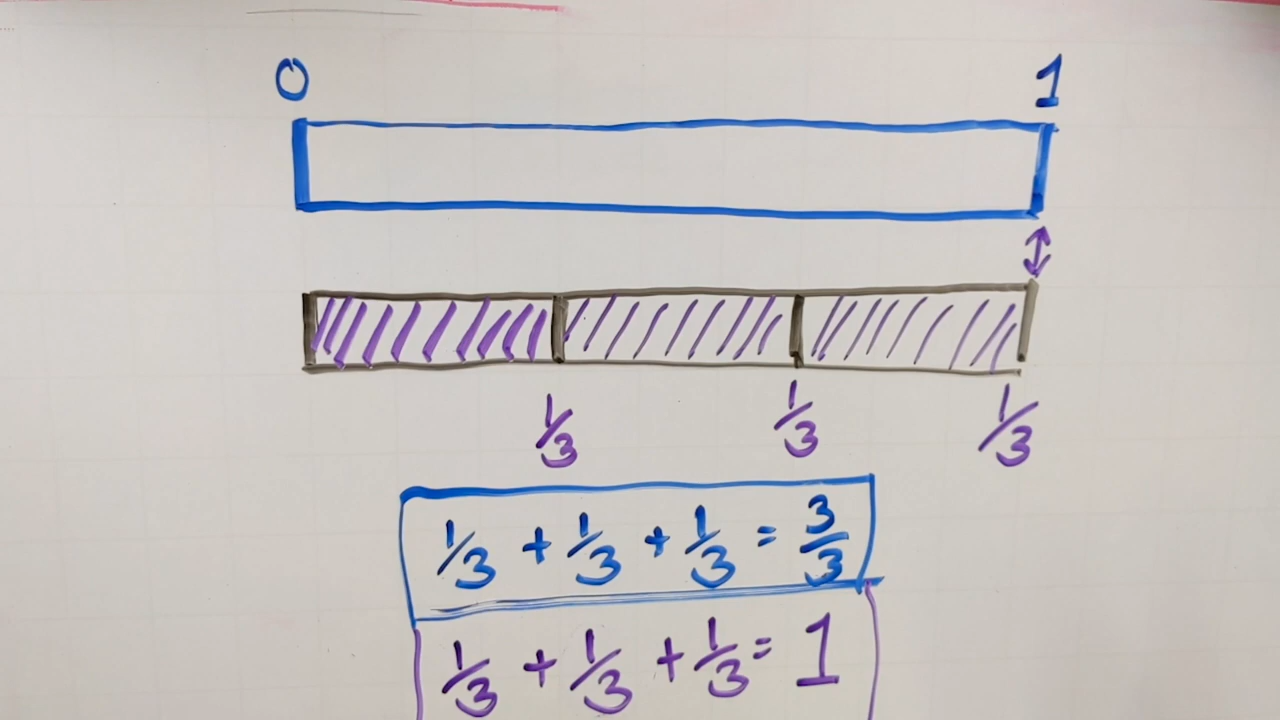 0 1
1/3 1/3 1/3
1/3 + 1/3 + 1/3 = 3/3
1/3 + 1/3 + 1/3 = 1